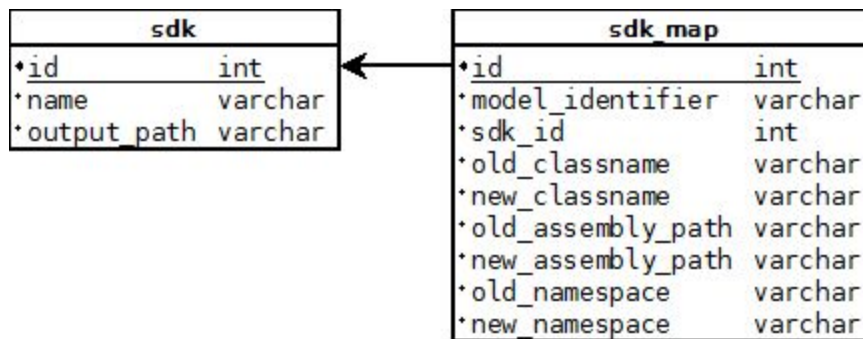 sdk
id int
name varchar
output_path varchar
sdk_map
id int
model_identifier varchar
sdk_id int
old_classname varchar
new_classname varchar
old_assembly_path varchar
new_assembly_path varchar
old_namespace varchar
new_namespace varchar